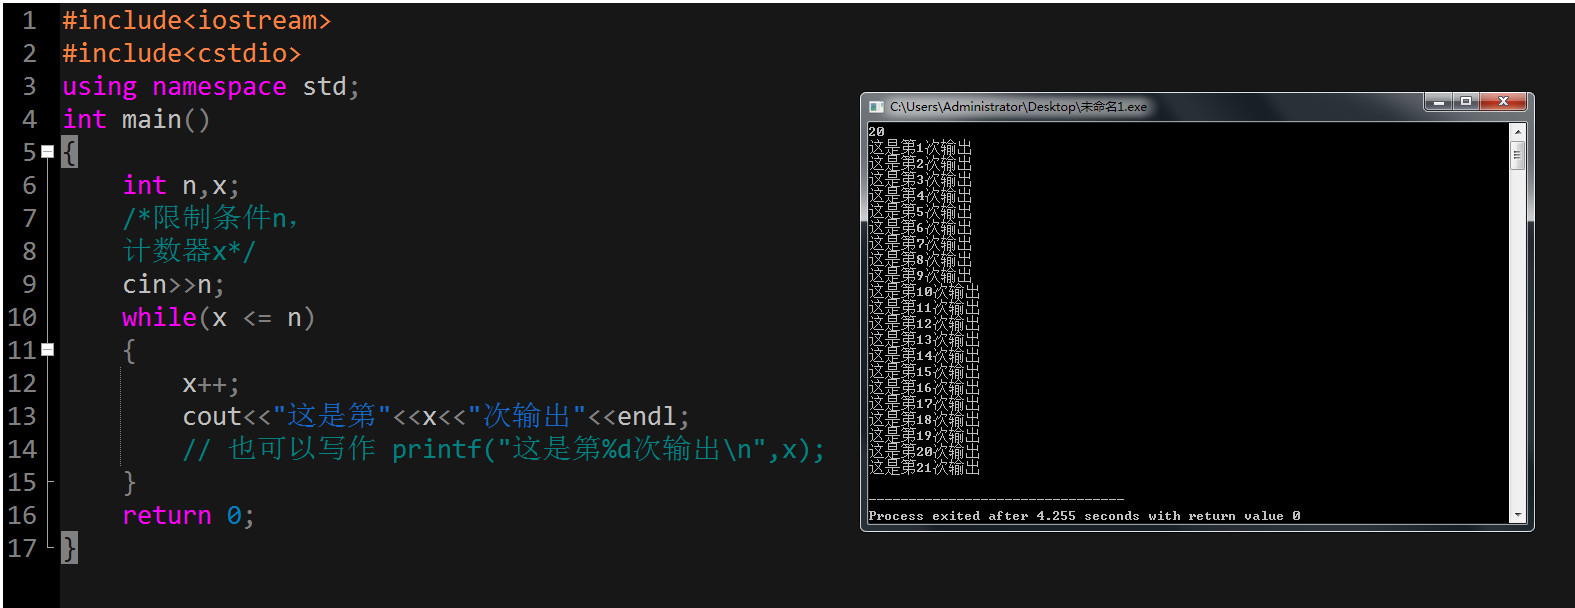 1 #include<iostream>
2 #include<cstdio>
3 using namespace std;
4 int main()
5 {
6 int n,x;
7 /*限制条件n，
8 计数器x*/
9 cin>>n;
10 while(x <= n)
11 {
12 x++;
13 cout<<"这是第"<<x<<"次输出"<<endl;
14 // 也可以写作 printf("这是第%d次输出\n",x);
15 }
16 return 0;
17 }
C:\Users\Administrator\Desktop\未命名1.exe
20
这是第1次输出
这是第2次输出
这是第3次输出
这是第4次输出
这是第5次输出
这是第6次输出
这是第7次输出
这是第8次输出
这是第9次输出
这是第10次输出
这是第11次输出
这是第12次输出
这是第13次输出
这是第14次输出
这是第15次输出
这是第16次输出
这是第17次输出
这是第18次输出
这是第19次输出
这是第20次输出
这是第21次输出
--------------------------------
Process exited after 4.255 seconds with return value 0